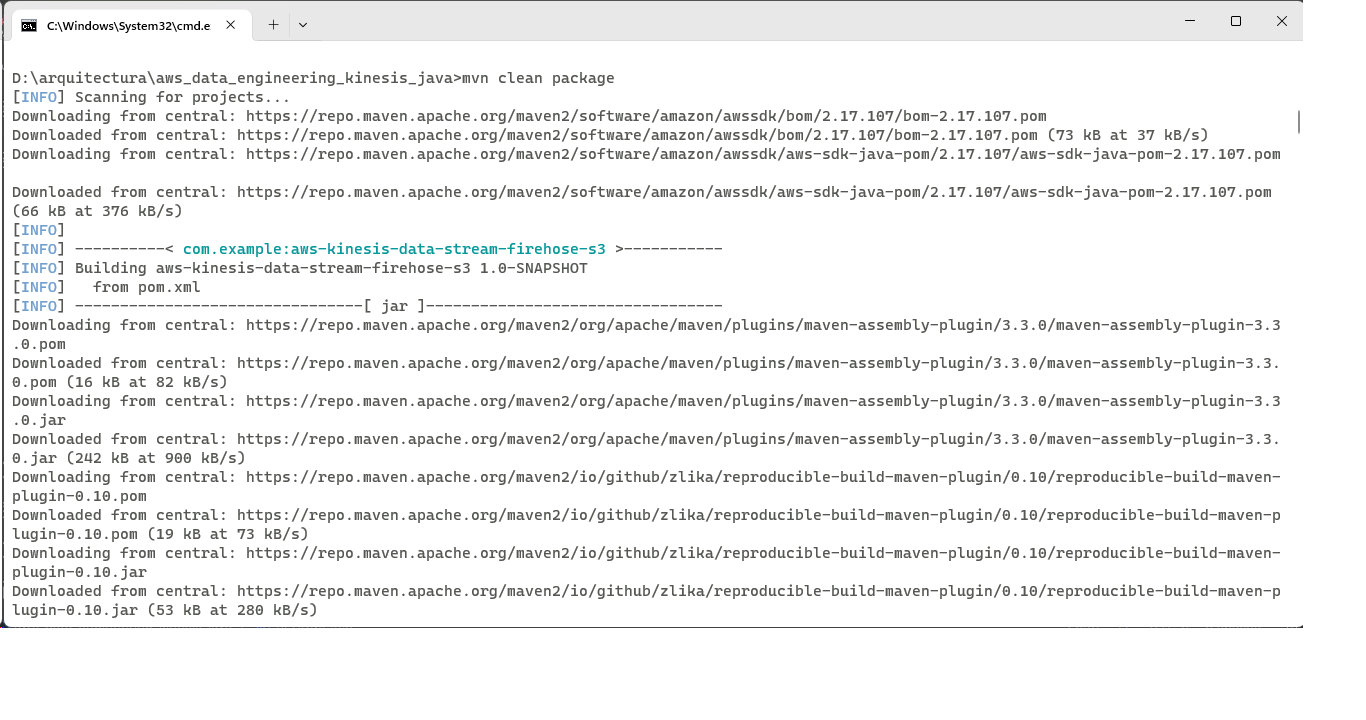 C:\Windows\System32\cmd.e
D:\arquitectura\aws_data_engineering_kinesis_java>mvn clean package
[INFO] Scanning for projects...
Downloading from central: https://repo.maven.apache.org/maven2/software/amazon/awssdk/bom/2.17.107/bom-2.17.107.pom
Downloaded from central: https://repo.maven.apache.org/maven2/software/amazon/awssdk/bom/2.17.107/bom-2.17.107.pom (73 kB at 37 kB/s)
Downloading from central: https://repo.maven.apache.org/maven2/software/amazon/awssdk/aws-sdk-java-pom/2.17.107/aws-sdk-java-pom-2.17.107.pom
Downloaded from central: https://repo.maven.apache.org/maven2/software/amazon/awssdk/aws-sdk-java-pom/2.17.107/aws-sdk-java-pom-2.17.107.pom
(66 kB at 376 kB/s)
[INFO]
[INFO] ----------< com.example:aws-kinesis-data-stream-firehose-s3 >-----------
[INFO] Building aws-kinesis-data-stream-firehose-s3 1.0-SNAPSHOT
[INFO]   from pom.xml
[INFO] --------------------------------[ jar ]---------------------------------
Downloading from central: https://repo.maven.apache.org/maven2/org/apache/maven/plugins/maven-assembly-plugin/3.3.0/maven-assembly-plugin-3.3
.0.pom
Downloaded from central: https://repo.maven.apache.org/maven2/org/apache/maven/plugins/maven-assembly-plugin/3.3.0/maven-assembly-plugin-3.3.
0.pom (16 kB at 82 kB/s)
Downloading from central: https://repo.maven.apache.org/maven2/org/apache/maven/plugins/maven-assembly-plugin/3.3.0/maven-assembly-plugin-3.3
.0.jar
Downloaded from central: https://repo.maven.apache.org/maven2/org/apache/maven/plugins/maven-assembly-plugin/3.3.0/maven-assembly-plugin-3.3.
0.jar (242 kB at 900 kB/s)
Downloading from central: https://repo.maven.apache.org/maven2/io/github/zlika/reproducible-build-maven-plugin/0.10/reproducible-build-maven-
plugin-0.10.pom
Downloaded from central: https://repo.maven.apache.org/maven2/io/github/zlika/reproducible-build-maven-plugin/0.10/reproducible-build-maven-p
lugin-0.10.pom (19 kB at 73 kB/s)
Downloading from central: https://repo.maven.apache.org/maven2/io/github/zlika/reproducible-build-maven-plugin/0.10/reproducible-build-maven-
plugin-0.10.jar
Downloaded from central: https://repo.maven.apache.org/maven2/io/github/zlika/reproducible-build-maven-plugin/0.10/reproducible-build-maven-p
lugin-0.10.jar (53 kB at 280 kB/s)